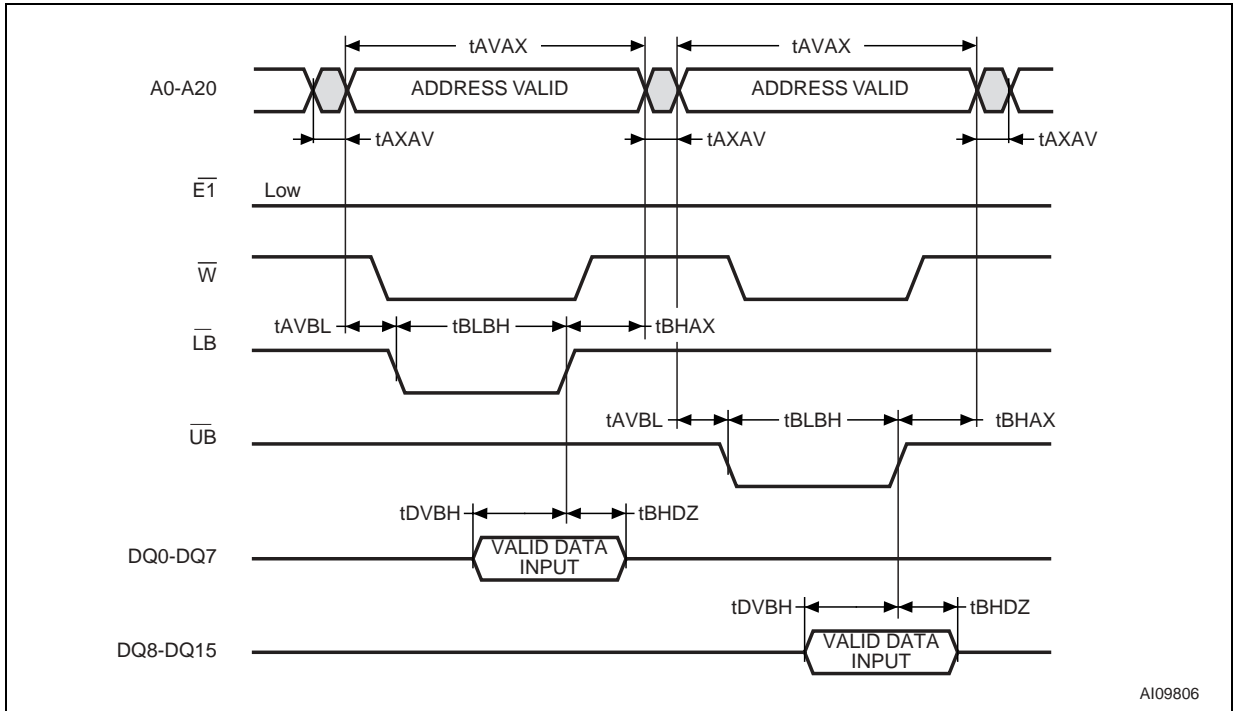 tAVAX tAVAX
A0-A20 ADDRESS VALID ADDRESS VALID
tAXAV tAXAV tAXAV
E1 Low
W
tAVBL tBLBH tBHAX
LB
tAVBL tBLBH tBHAX
UB
tDVBH tBHDZ
DQ0-DQ7 VALID DATA
INPUT
tDVBH tBHDZ
DQ8-DQ15 VALID DATA
INPUT
AI09806